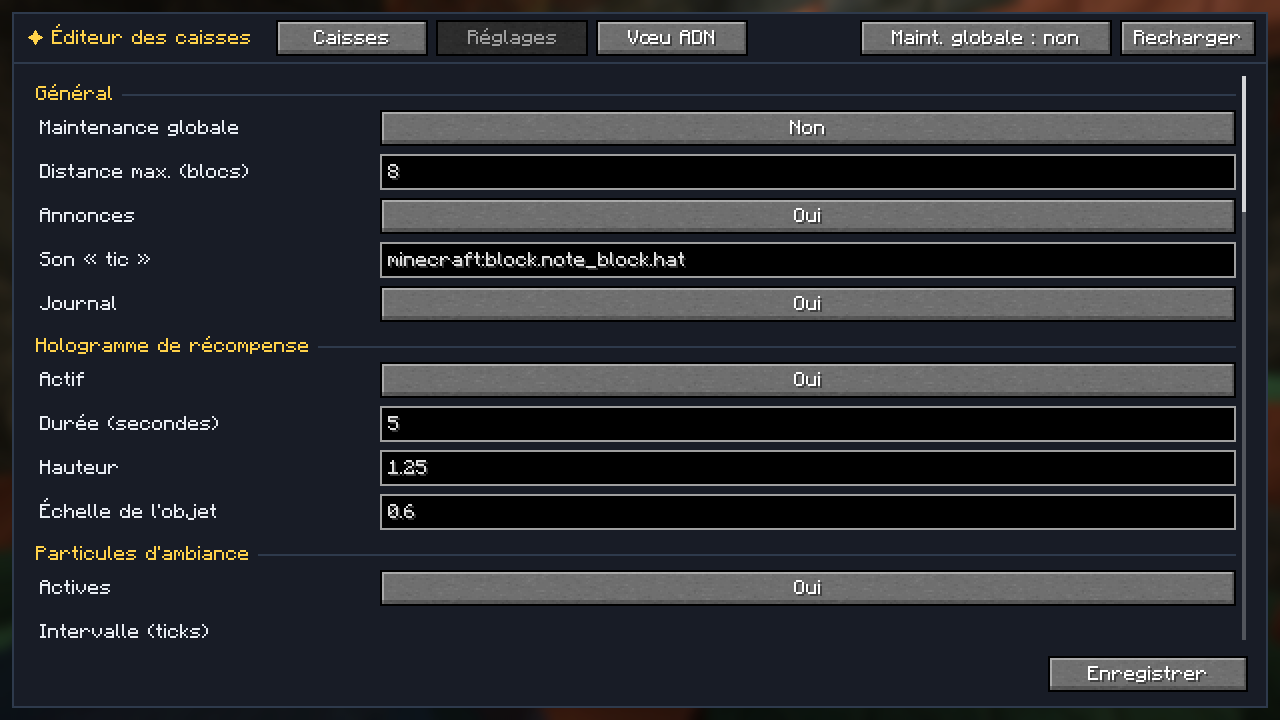 Éditeur des caisses Caisses Réglages Vœu ADN Maint. globale : non Recharger
Général
Maintenance globale Non
Distance max. (blocs) 8
Annonces Oui
Son « tic » minecraft:block.note_block.hat
Journal Oui
Hologramme de récompense
Actif Oui
Durée (secondes) 5
Hauteur 1.25
Échelle de l'objet 0.6
Particules d'ambiance
Actives Oui
Intervalle (ticks)
Enregistrer